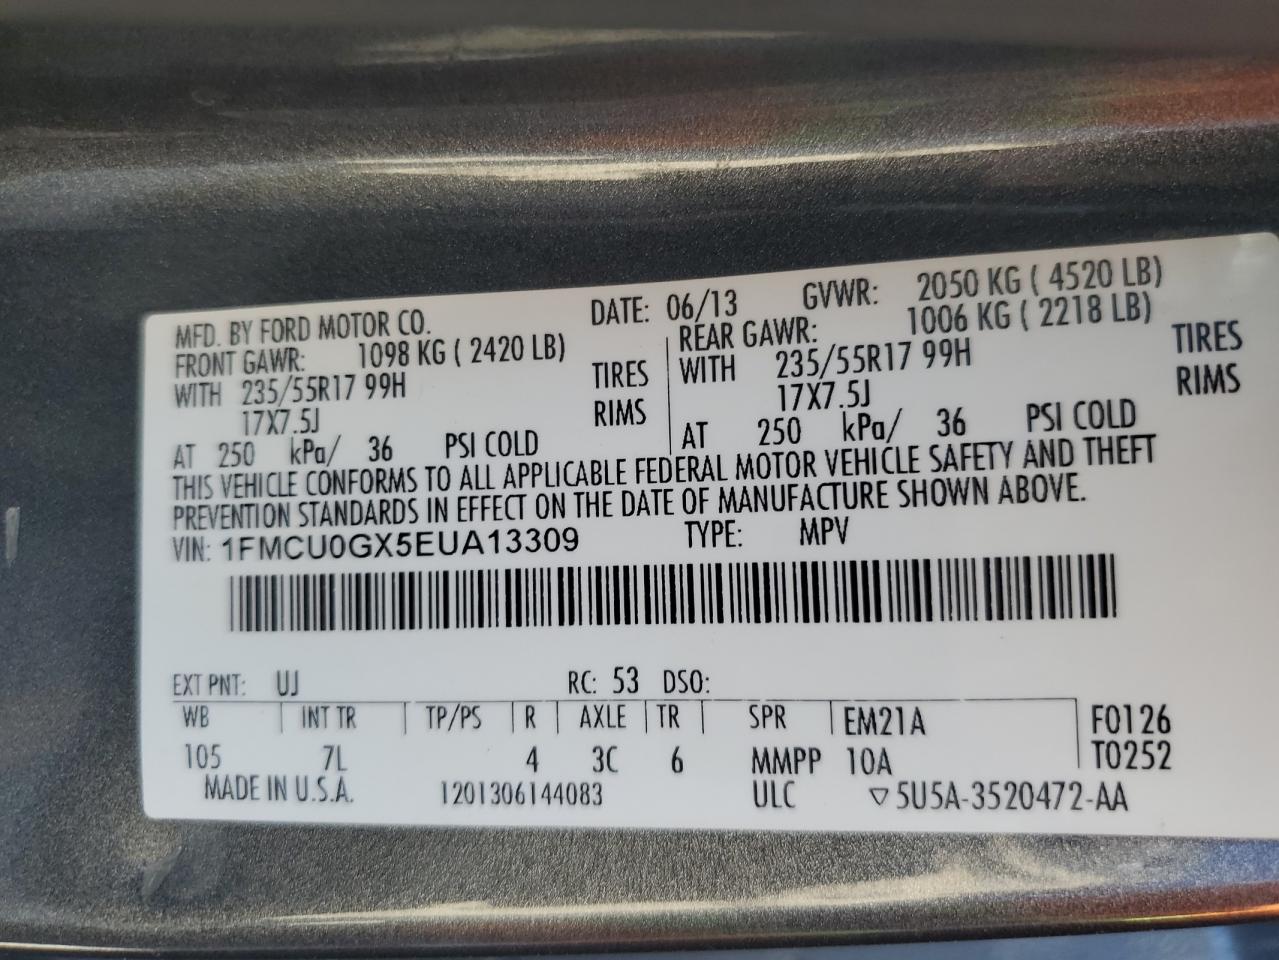 MFD. BY FORD MOTOR CO. DATE: 06/13 GVWR: 2050 KG ( 4520 LB)
FRONT GAWR: 1098 KG ( 2420 LB) REAR GAWR: 1006 KG ( 2218 LB)
WITH 235/55R17 99H TIRES WITH 235/55R17 99H TIRES
17X7.5J RIMS 17X7.5J RIMS
AT 250 kPa/ 36 PSI COLD AT 250 kPa/ 36 PSI COLD
THIS VEHICLE CONFORMS TO ALL APPLICABLE FEDERAL MOTOR VEHICLE SAFETY AND THEFT
PREVENTION STANDARDS IN EFFECT ON THE DATE OF MANUFACTURE SHOWN ABOVE.
VIN: 1FMCU0GX5EUA13309 TYPE: MPV
EXT PNT: UJ RC: 53 DSO:
WB INT TR TP/PS R AXLE TR SPR EM21A F0126
105 7L 4 3C 6 MMPP 10A T0252
MADE IN U.S.A. 1201306144083 ULC ▽5U5A-3520472-AA